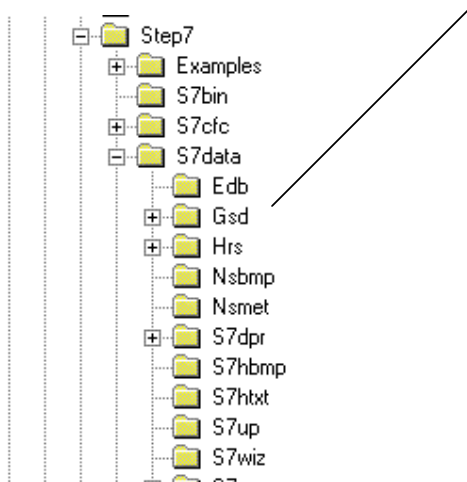 Step7
Examples
S7bin
S7cfc
S7data
Edb
Gsd
Hrs
Nsbmp
Nsmet
S7dpr
S7hbmp
S7htxt
S7up
S7wiz